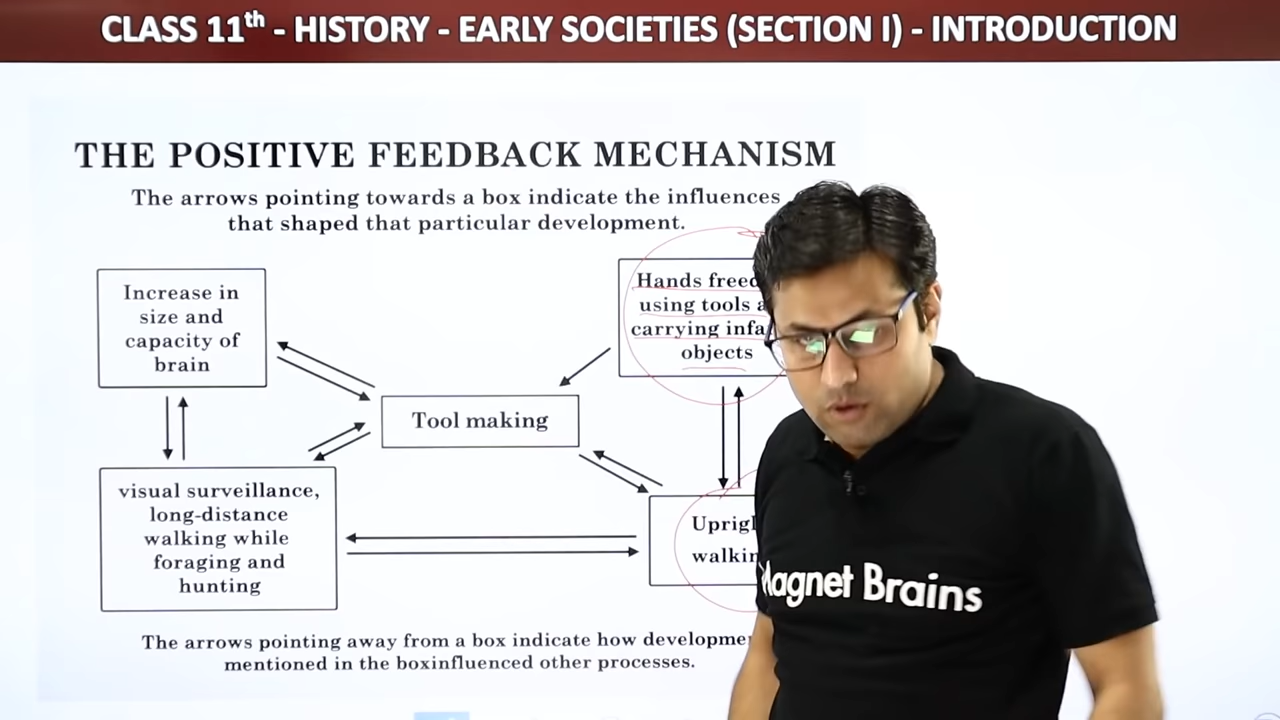 CLASS 11th - HISTORY - EARLY SOCIETIES (SECTION I) - INTRODUCTION
THE POSITIVE FEEDBACK MECHANISM
The arrows pointing towards a box indicate the influences
that shaped that particular development.
Increase in
size and
capacity of
brain
Hands
using tools
carrying
objects
Tool making
visual surveillance,
long-distance
walking while
foraging and
hunting
The arrows pointing away from a box indicate how
mentioned in the boxinfluenced other processes.
Magnet Brains